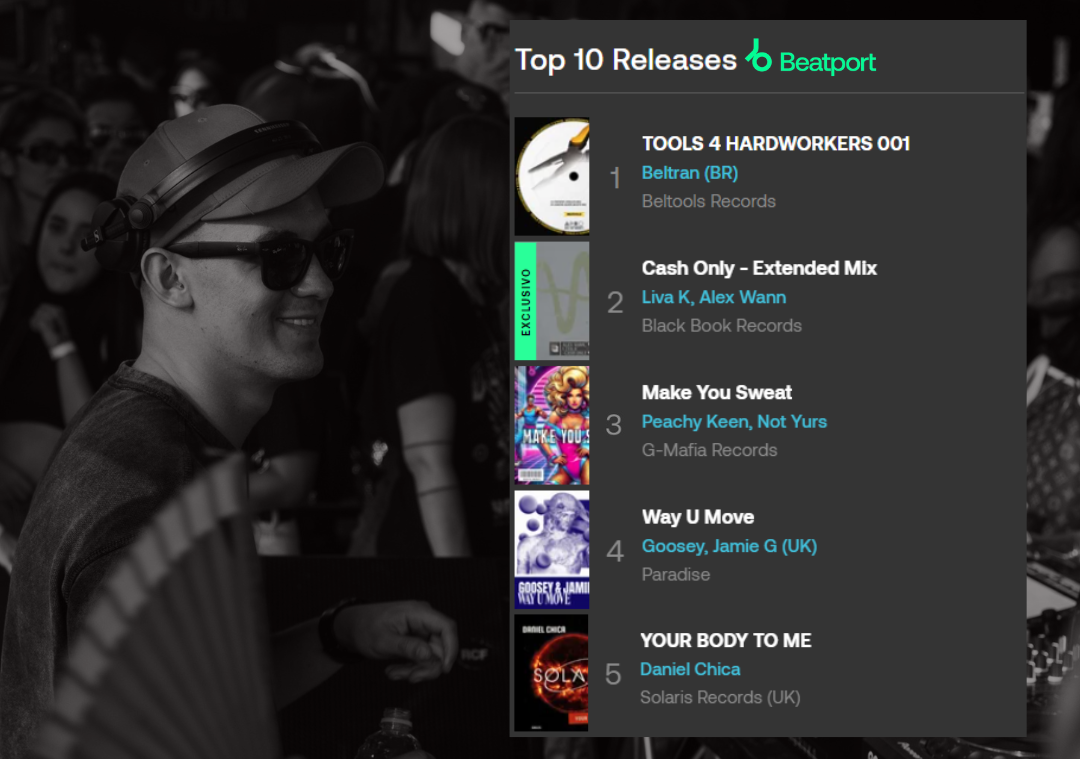 Top 10 Releases Beatport
1
TOOLS 4 HARDWORKERS 001
Beltran (BR)
Beltools Records
EXCLUSIVO
2
Cash Only - Extended Mix
Liva K, Alex Wann
Black Book Records
MAKE YOU S
3
Make You Sweat
Peachy Keen, Not Yurs
G-Mafia Records
GOOSEY & JAMIE
WAY U MOVE
4
Way U Move
Goosey, Jamie G (UK)
Paradise
DANIEL CHICA
SOLA
5
YOUR BODY TO ME
Daniel Chica
Solaris Records (UK)
RCF